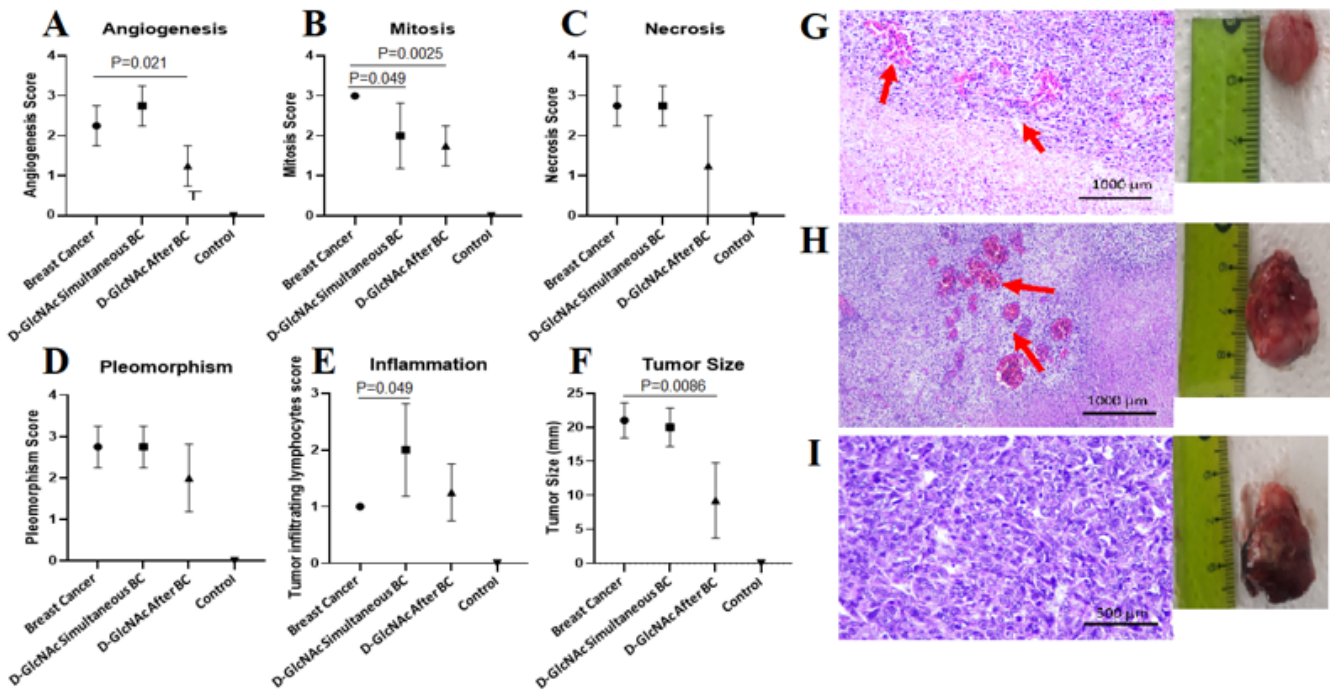 A
Angiogenesis
P=0.021
Angiogenesis Score
4
3
2
1
0
Breast Cancer
D-GlcNAc Simultaneous BC
D-GlcNAc After BC
Control
B
Mitosis
P=0.0025
P=0.049
Mitosis Score
4
3
2
1
0
Breast Cancer
D-GlcNAc Simultaneous BC
D-GlcNAc After BC
Control
C
Necrosis
Necrosis Score
4
3
2
1
0
Breast Cancer
D-GlcNAc Simultaneous BC
D-GlcNAc After BC
Control
D
Pleomorphism
Pleomorphism Score
4
3
2
1
0
Breast Cancer
D-GlcNAc Simultaneous BC
D-GlcNAc After BC
Control
E
Inflammation
P=0.049
Tumor infiltrating lymphocytes score
3
2
1
0
Breast Cancer
D-GlcNAc Simultaneous BC
D-GlcNAc After BC
Control
F
Tumor Size
P=0.0086
Tumor Size (mm)
30
25
20
15
10
5
0
Breast Cancer
D-GlcNAc Simultaneous BC
D-GlcNAc After BC
Control
G
1000 µm
H
1000 µm
I
500 µm